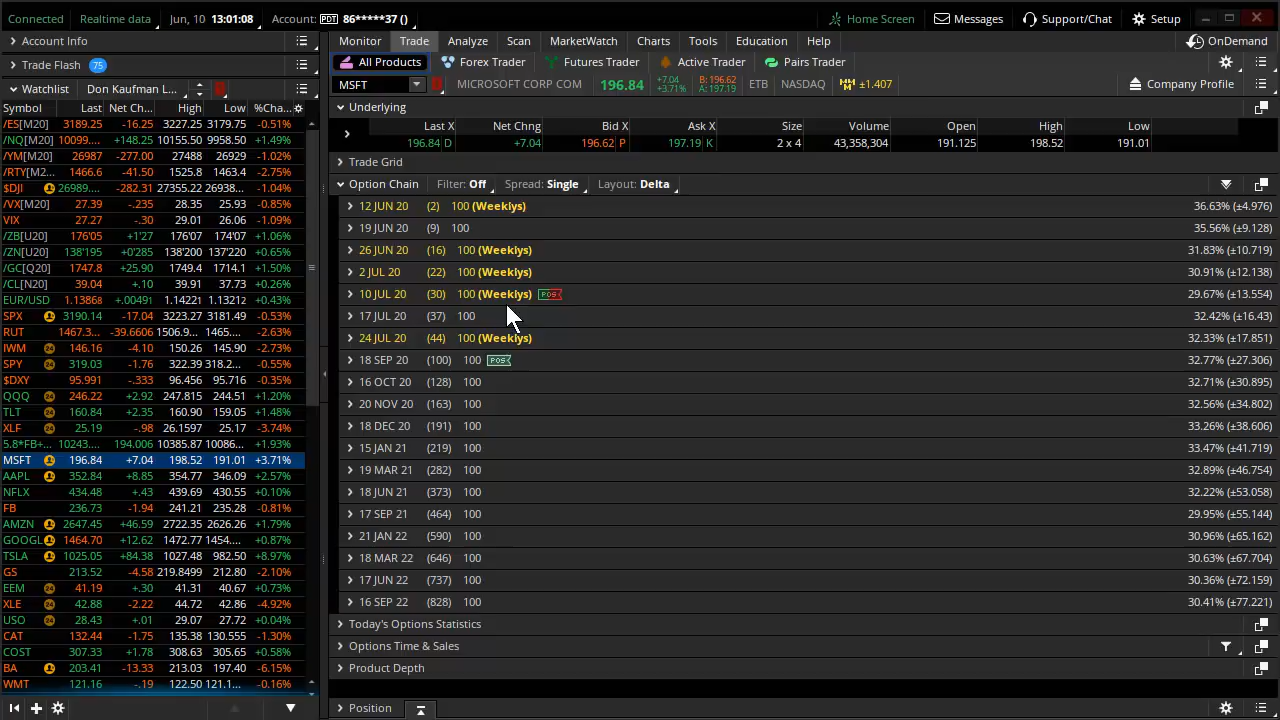 Connected Realtime data Jun, 10 13:01:08 Account: PDT 86*****37 () Home Screen Messages Support/Chat Setup
Account Info
Trade Flash 75
Watchlist Don Kaufman L...
Symbol Last Net Ch... High Low %Cha...
/ES[M20] 3189.25 -16.25 3227.25 3179.75 -0.51%
/NQ[M20] 10099.... +148.25 10155.50 9958.50 +1.49%
/YM[M20] 26987 -277.00 27488 26929 -1.02%
/RTY[M2... 1466.6 -41.50 1525.8 1463.4 -2.75%
$DJI 26989.... -282.31 27355.22 26938... -1.04%
/VX[M20] 27.39 -.235 28.35 25.93 -0.85%
VIX 27.27 -.30 29.01 26.06 -1.09%
/ZB[U20] 176'05 +1'27 176'07 174'07 +1.06%
/ZN[U20] 138'195 +0'285 138'200 137'220 +0.65%
/GC[Q20] 1747.8 +25.90 1749.4 1714.1 +1.50%
/CL[N20] 39.04 +.10 39.91 37.73 +0.26%
EUR/USD 1.13868 +.00491 1.14221 1.13212 +0.43%
SPX 3190.14 -17.04 3223.27 3181.49 -0.53%
RUT 1467.3... -39.6606 1506.9... 1465.... -2.63%
IWM 24 146.16 -4.10 150.26 145.90 -2.73%
SPY 24 319.03 -1.76 322.39 318.2... -0.55%
$DXY 95.991 -.333 96.456 95.716 -0.35%
QQQ 24 246.22 +2.92 247.815 244.51 +1.20%
TLT 24 160.84 +2.35 160.90 159.05 +1.48%
XLF 24 25.19 -.98 26.1597 25.17 -3.74%
5.8*FB+... 10243.... 194.006 10385.87 10086... +1.93%
MSFT 196.84 +7.04 198.52 191.01 +3.71%
AAPL 352.84 +8.85 354.77 346.09 +2.57%
NFLX 434.48 +.43 439.69 430.55 +0.10%
FB 236.73 -1.94 241.21 235.28 -0.81%
AMZN 2647.45 +46.59 2722.35 2626.26 +1.79%
GOOGL 1464.70 +12.62 1472.77 1454.... +0.87%
TSLA 1025.05 +84.38 1027.48 982.50 +8.97%
GS 213.52 -4.58 219.8499 212.80 -2.10%
EEM 24 41.19 +.30 41.31 40.67 +0.73%
XLE 24 42.88 -2.22 44.72 42.86 -4.92%
USO 24 28.43 +.01 29.07 27.72 +0.04%
CAT 132.44 -1.75 135.38 130.555 -1.30%
COST 307.33 +1.78 308.63 305.65 +0.58%
BA 203.41 -13.33 213.03 197.40 -6.15%
WMT 121.16 -.19 122.50 121.1... -0.16%
Monitor Trade Analyze Scan MarketWatch Charts Tools Education Help OnDemand
All Products Forex Trader Futures Trader Active Trader Pairs Trader
MSFT MICROSOFT CORP COM 196.84 +7.04 +3.71% B: 196.62 A: 197.19 ETB NASDAQ ±1.407 Company Profile
Underlying
Last X Net Chng Bid X Ask X Size Volume Open High Low
196.84 D +7.04 196.62 P 197.19 K 2 x 4 43,358,304 191.125 198.52 191.01
Trade Grid
Option Chain Filter: Off Spread: Single Layout: Delta
12 JUN 20 (2) 100 (Weeklys) 36.63% (±4.976)
19 JUN 20 (9) 100 35.56% (±9.128)
26 JUN 20 (16) 100 (Weeklys) 31.83% (±10.719)
2 JUL 20 (22) 100 (Weeklys) 30.91% (±12.138)
10 JUL 20 (30) 100 (Weeklys) POS 29.67% (±13.554)
17 JUL 20 (37) 100 32.42% (±16.43)
24 JUL 20 (44) 100 (Weeklys) 32.33% (±17.851)
18 SEP 20 (100) 100 POS 32.77% (±27.306)
16 OCT 20 (128) 100 32.71% (±30.895)
20 NOV 20 (163) 100 32.56% (±34.802)
18 DEC 20 (191) 100 33.26% (±38.606)
15 JAN 21 (219) 100 33.47% (±41.719)
19 MAR 21 (282) 100 32.89% (±46.754)
18 JUN 21 (373) 100 32.22% (±53.058)
17 SEP 21 (464) 100 29.95% (±55.144)
21 JAN 22 (590) 100 30.96% (±65.162)
18 MAR 22 (646) 100 30.63% (±67.704)
17 JUN 22 (737) 100 30.36% (±72.159)
16 SEP 22 (828) 100 30.41% (±77.221)
Today's Options Statistics
Options Time & Sales
Product Depth
Position